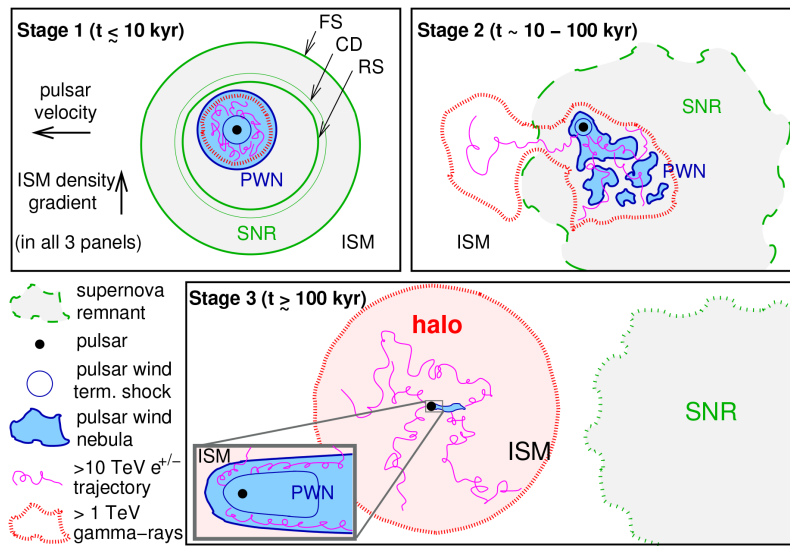 Stage 1 (t ≲ 10 kyr)
FS
CD
RS
pulsar
velocity
ISM density
gradient
(in all 3 panels)
PWN
SNR
ISM
Stage 2 (t ~ 10 – 100 kyr)
SNR
PWN
ISM
supernova
remnant
pulsar
pulsar wind
term. shock
pulsar wind
nebula
>10 TeV e+/−
trajectory
> 1 TeV
gamma−rays
Stage 3 (t ≳ 100 kyr)
halo
ISM
SNR
ISM
PWN